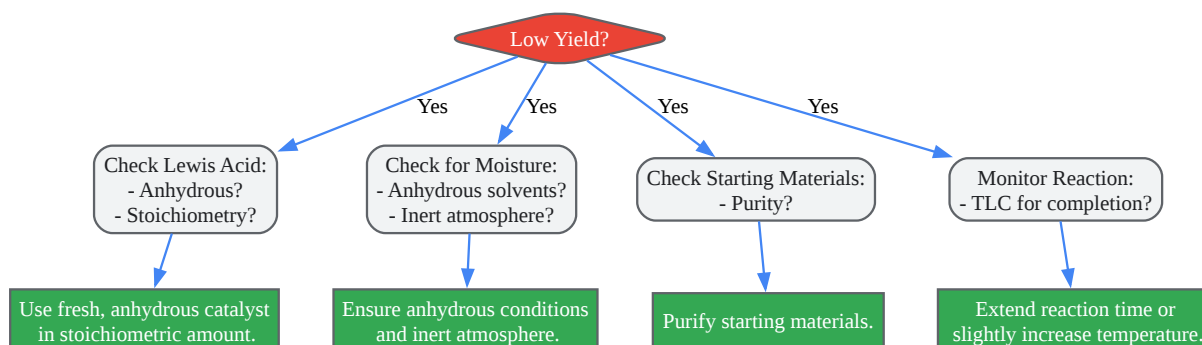 Low Yield?
Yes
Yes
Yes
Yes
Check Lewis Acid:
- Anhydrous?
- Stoichiometry?
Check for Moisture:
- Anhydrous solvents?
- Inert atmosphere?
Check Starting Materials:
- Purity?
Monitor Reaction:
- TLC for completion?
Use fresh, anhydrous catalyst
in stoichiometric amount.
Ensure anhydrous conditions
and inert atmosphere.
Purify starting materials.
Extend reaction time or
slightly increase temperature.